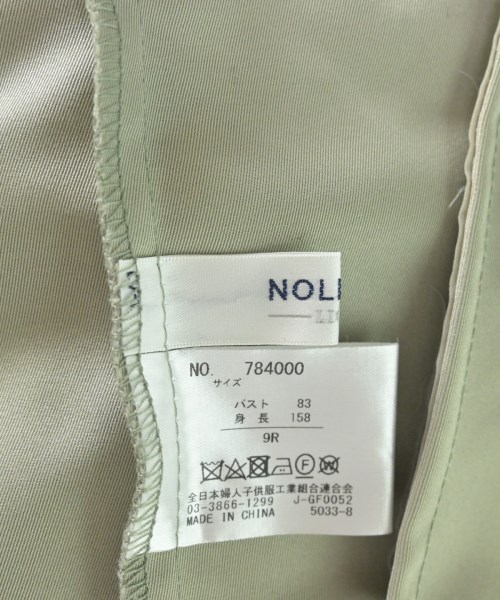 NOL
NO. 784000
サイズ
バスト 83
身長 158
9R
全日本婦人子供服工業組合連合会
03-3866-1299 J-GF0052
MADE IN CHINA 5033-8